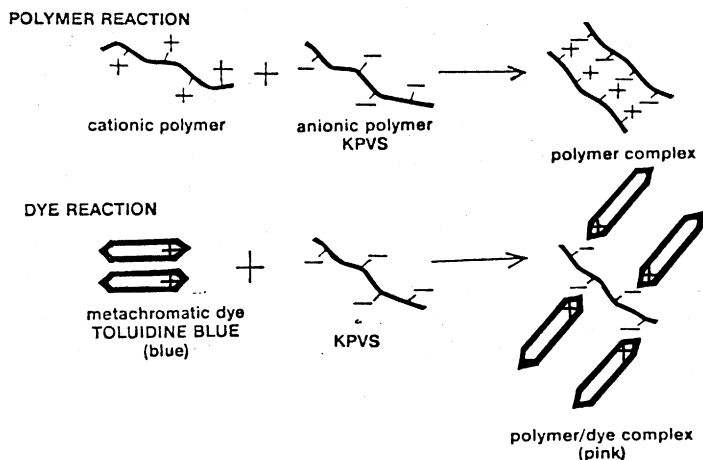 POLYMER REACTION
cationic polymer
anionic polymer
KPVS
polymer complex
DYE REACTION
metachromatic dye
TOLUIDINE BLUE
(blue)
KPVS
polymer/dye complex
(pink)